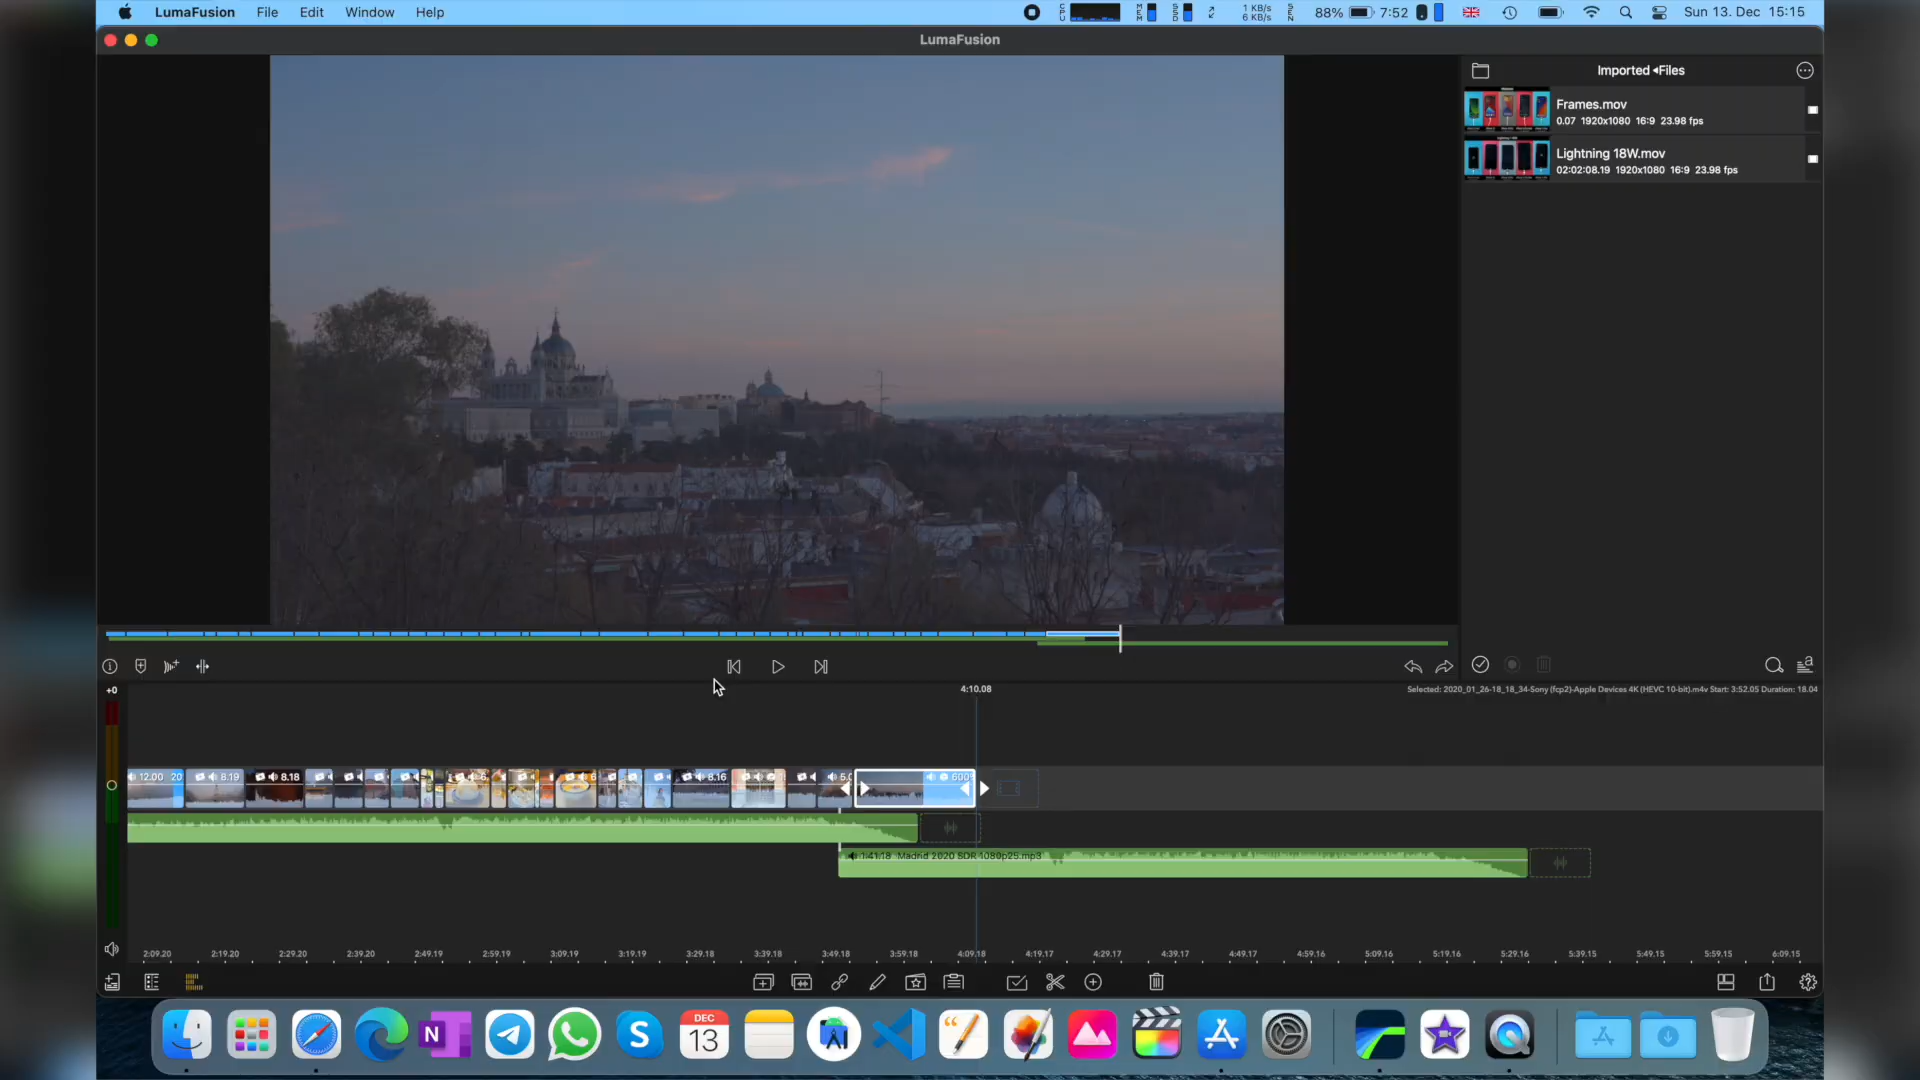 LumaFusion File Edit Window Help
1 KB/s
6 KB/s
88% 7:52
Sun 13. Dec 15:15
LumaFusion
Imported ◂Files
Frames.mov
0.07 1920x1080 16:9 23.98 fps
Lightning 18W.mov
02:02:08.19 1920x1080 16:9 23.98 fps
+0
4:10.08
Selected: 2020_01_26-18_18_34-Sony (fcp2)-Apple Devices 4K (HEVC 10-bit).m4v Start: 3:52.05 Duration: 18.04
12.00 20 8.19 8.18 8.16 5.0 600%
1:41.18 Madrid 2020 SDR 1080p25.mp3
2:09.20 2:19.20 2:29.20 2:39.20 2:49.19 2:59.19 3:09.19 3:19.19 3:29.18 3:39.18 3:49.18 3:59.18 4:09.18 4:19.17 4:29.17 4:39.17 4:49.17 4:59.16 5:09.16 5:19.16 5:29.16 5:39.15 5:49.15 5:59.15 6:09.15
N
S
DEC
13